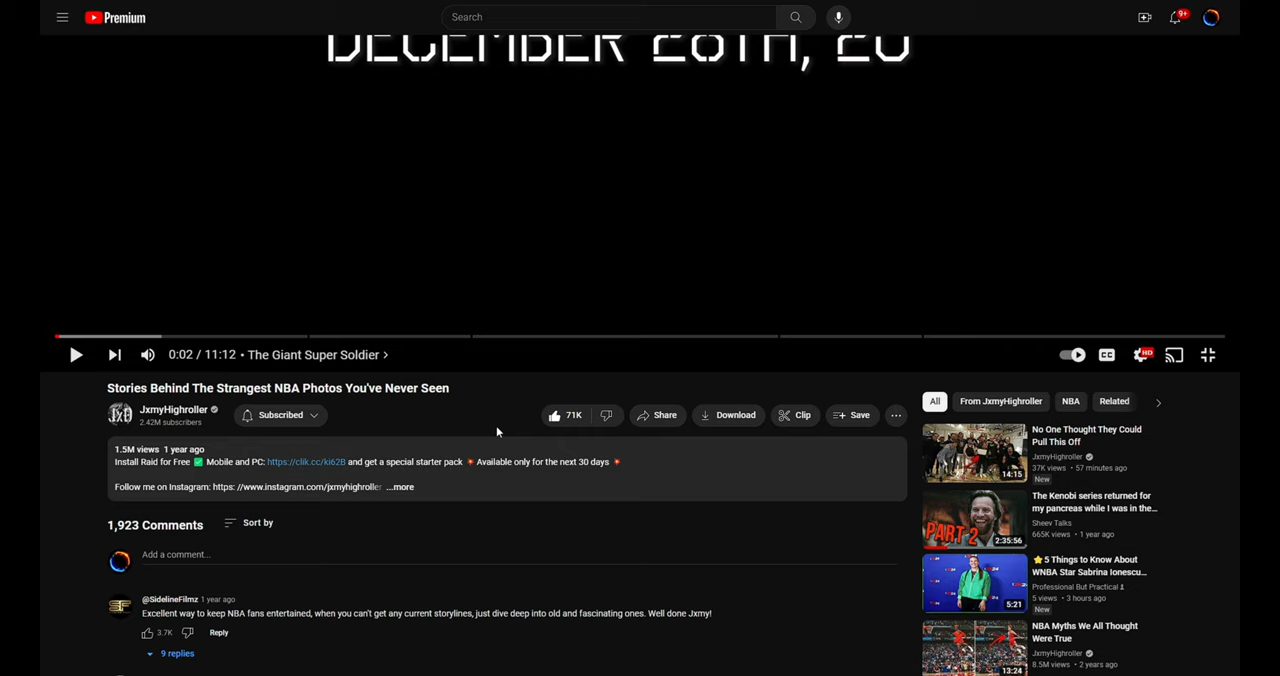 Premium
Search
9+
DECEMBER 28TH, 20
0:02 / 11:12 • The Giant Super Soldier >
CC
HD
Stories Behind The Strangest NBA Photos You've Never Seen
JxmyHighroller
2.42M subscribers
Subscribed
71K
Share
Download
Clip
Save
1.5M views 1 year ago
Install Raid for Free ✅ Mobile and PC: https://clik.cc/ki62B and get a special starter pack 💥 Available only for the next 30 days 💥
Follow me on Instagram: https: //www.instagram.com/jxmyhighroller ...more
1,923 Comments
Sort by
Add a comment...
@SidelineFilmz 1 year ago
Excellent way to keep NBA fans entertained, when you can't get any current storylines, just dive deep into old and fascinating ones. Well done Jxmy!
3.7K
Reply
9 replies
All
From JxmyHighroller
NBA
Related
14:15
No One Thought They Could
Pull This Off
JxmyHighroller
37K views • 57 minutes ago
New
PART 2
2:35:56
The Kenobi series returned for
my pancreas while I was in the...
Sheev Talks
665K views • 1 year ago
5:21
⭐5 Things to Know About
WNBA Star Sabrina Ionescu...
Professional But Practical
5 views • 3 hours ago
New
13:24
NBA Myths We All Thought
Were True
JxmyHighroller
8.5M views • 2 years ago